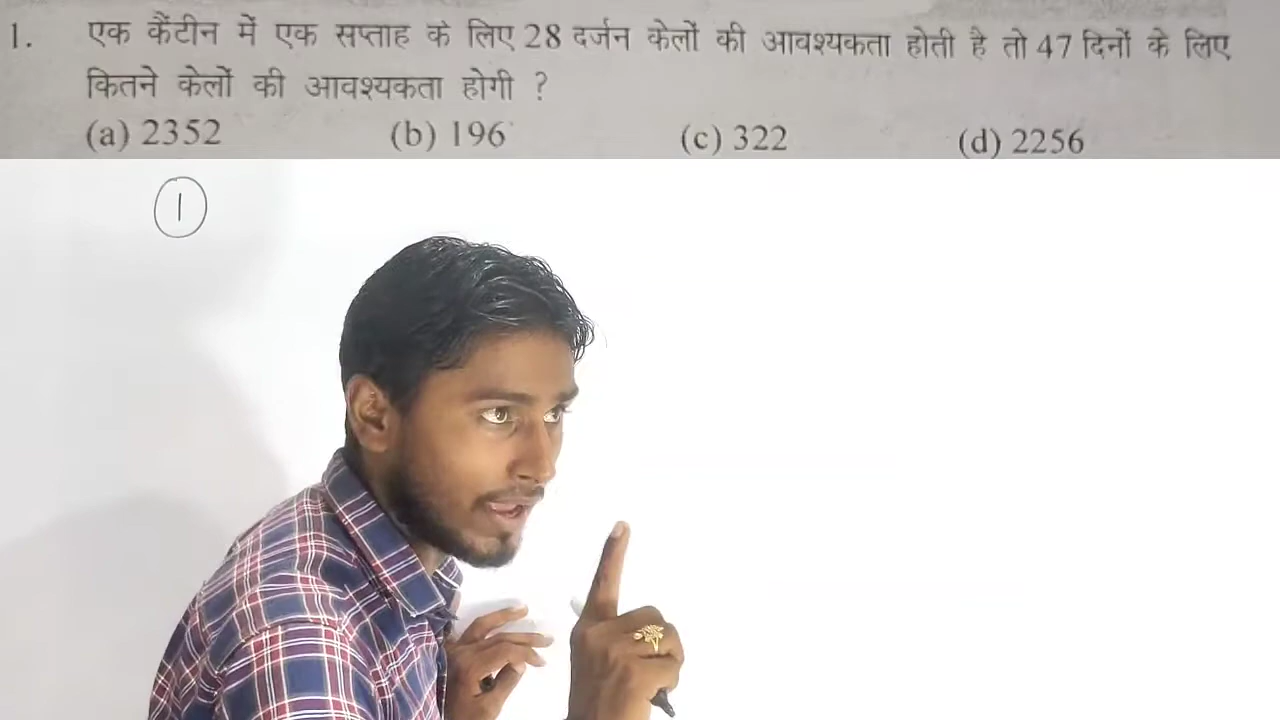 1. एक कैंटीन में एक सप्ताह के लिए 28 दर्जन केलों की आवश्यकता होती है तो 47 दिनों के लिए
कितने केलों की आवश्यकता होगी ?
(a) 2352 (b) 196 (c) 322 (d) 2256
1